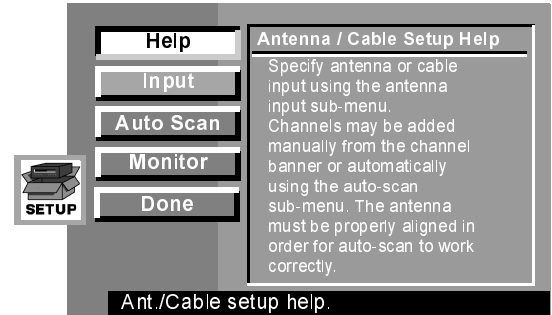 Help
Input
Auto Scan
Monitor
Done
SETUP
Antenna / Cable Setup Help
Specify antenna or cable
input using the antenna
input sub-menu.
Channels may be added
manually from the channel
banner or automatically
using the auto-scan
sub-menu. The antenna
must be properly aligned in
order for auto-scan to work
correctly.
Ant./Cable setup help.